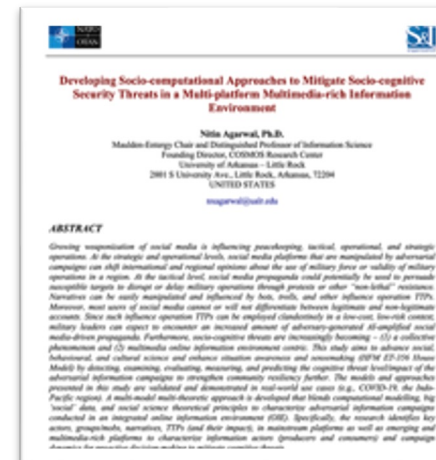 NATO
OTAN
Developing Socio-computational Approaches to Mitigate Socio-cognitive
Security Threats in a Multi-platform Multimedia-rich Information
Environment
Nitin Agarwal, Ph.D.
Maulden-Entergy Chair and Distinguished Professor of Information Science
Founding Director, COSMOS Research Center
University of Arkansas – Little Rock
2801 S University Ave., Little Rock, Arkansas, 72204
UNITED STATES
nxagarwal@ualr.edu
ABSTRACT
Growing weaponization of social media is influencing peacekeeping, tactical, operational, and strategic
operations. At the strategic and operational levels, social media platforms that are manipulated by adversarial
campaigns can shift international and regional opinions about the use of military force or validity of military
operations in a region. At the tactical level, social media propaganda could potentially be used to persuade
susceptible targets to disrupt or delay military operations through protests or other "non-lethal" resistance.
Narratives can be easily manipulated and influenced by bots, trolls, and other influence operation TTPs.
Moreover, most users of social media cannot or will not differentiate between legitimate and non-legitimate
accounts. Since such influence operation TTPs can be employed clandestinely in a low-cost, low-risk context,
military leaders can expect to encounter an increased amount of adversary-generated AI-amplified social
media-driven propaganda. Furthermore, socio-cognitive threats are increasingly becoming – (1) a collective
phenomenon and (2) multimedia online environment centric. This study aims to advance social,
behavioural, and cultural science and enhance situation awareness and sensemaking (HFM ET-356 House
Model) by detecting, examining, evaluating, measuring, and predicting the cognitive threat level/impact of the
adversarial information campaigns to strengthen community resiliency further. The models and approaches
presented in this study are validated and demonstrated in real-world use cases (e.g., COVID-19, the Indo-
Pacific region). A multi-model multi-theoretic approach is developed that blends computational modelling, big
'social' data, and social science theoretical principles to characterize adversarial information campaigns
conducted in an integrated online information environment (OIE). Specifically, the research identifies key
actors, groups/mobs, narratives, TTPs (and their impact), in mainstream platforms as well as emerging and
multimedia-rich platforms to characterize information actors (producers and consumers) and campaign